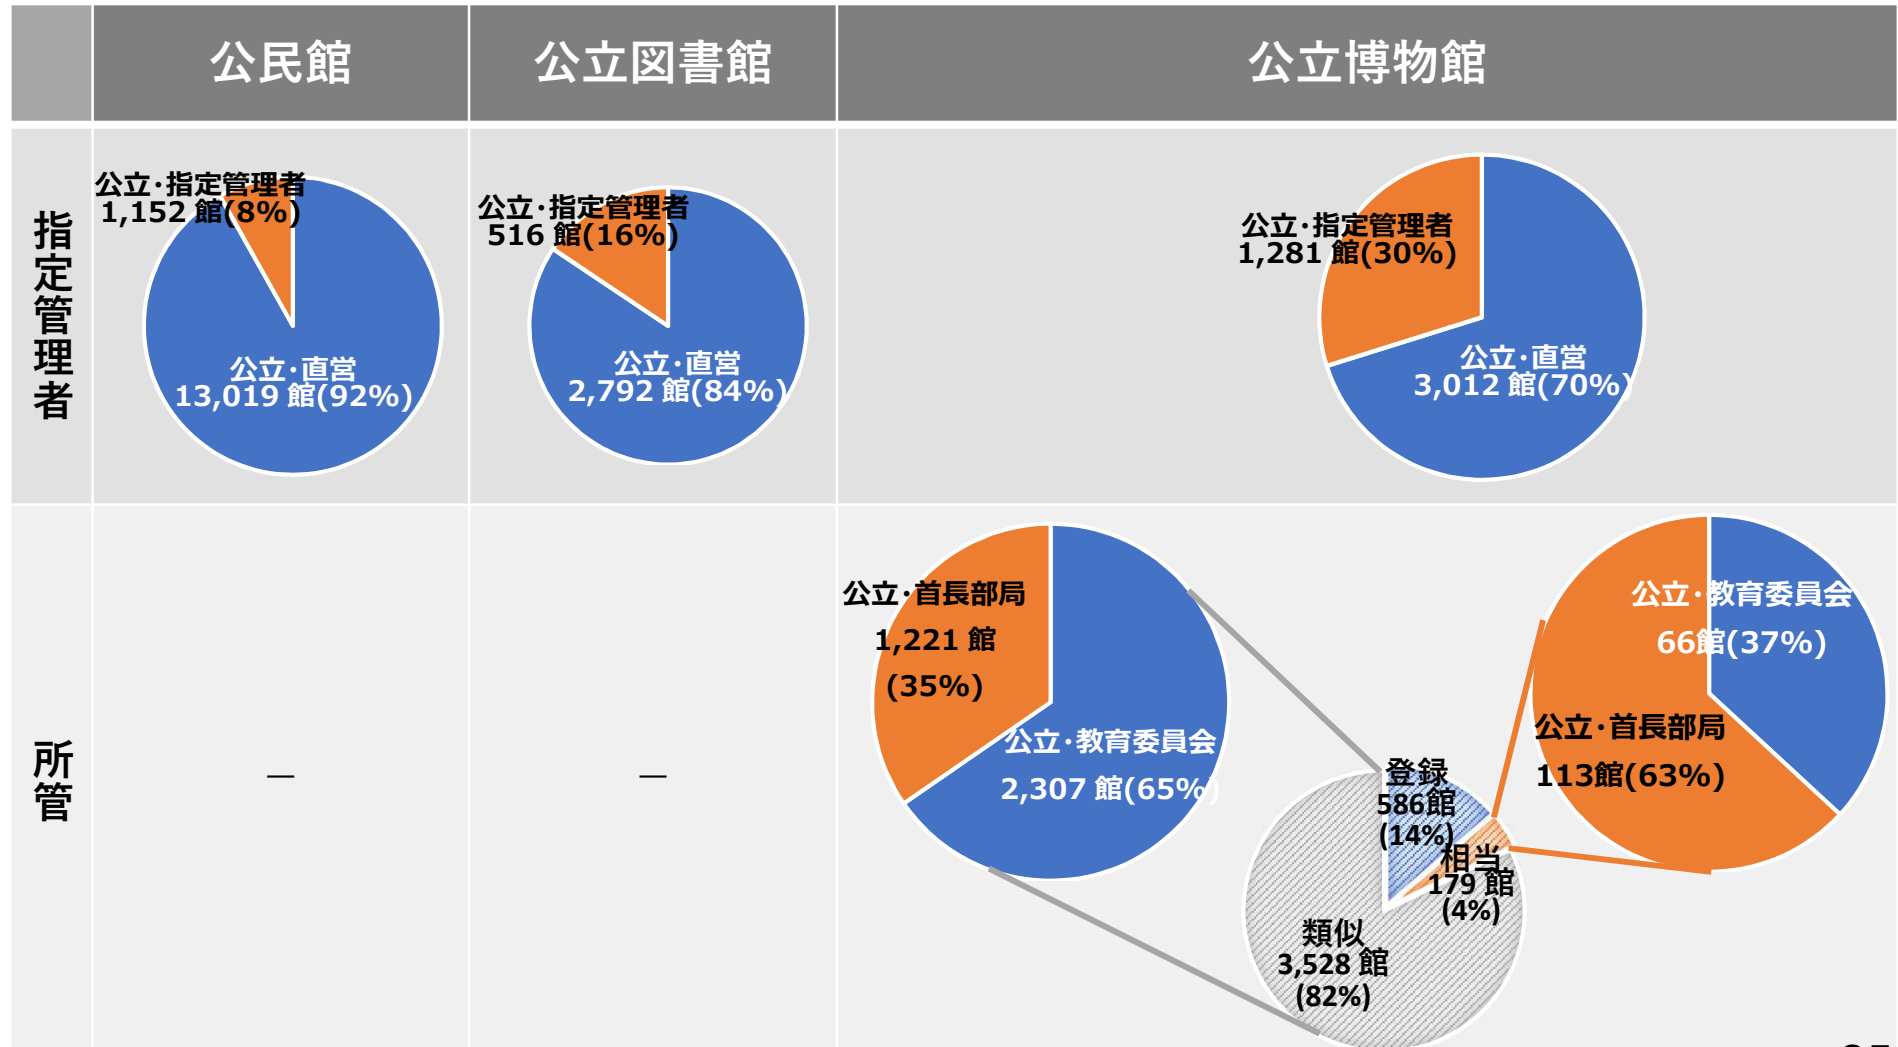 公民館
公立図書館
公立博物館
指定管理者
公立･指定管理者
1,152 館(8%)
公立･直営
13,019 館(92%)
公立･指定管理者
516 館(16%)
公立･直営
2,792 館(84%)
公立･指定管理者
1,281 館(30%)
公立･直営
3,012 館(70%)
所管
―
―
公立･首長部局
1,221 館
(35%)
公立･教育委員会
2,307 館(65%)
登録
586館
(14%)
相当
179 館
(4%)
類似
3,528 館
(82%)
公立･教育委員会
66館(37%)
公立･首長部局
113館(63%)